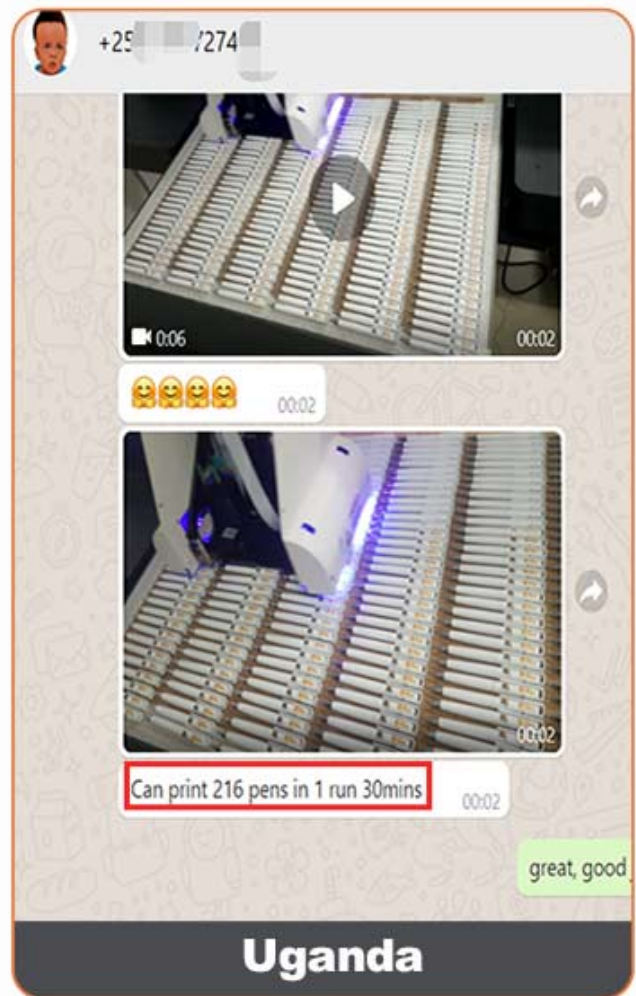 +25 7274
0:06
00:02
🤗🤗🤗🤗 00:02
00:02
Can print 216 pens in 1 run 30mins 00:02
great, good
Uganda